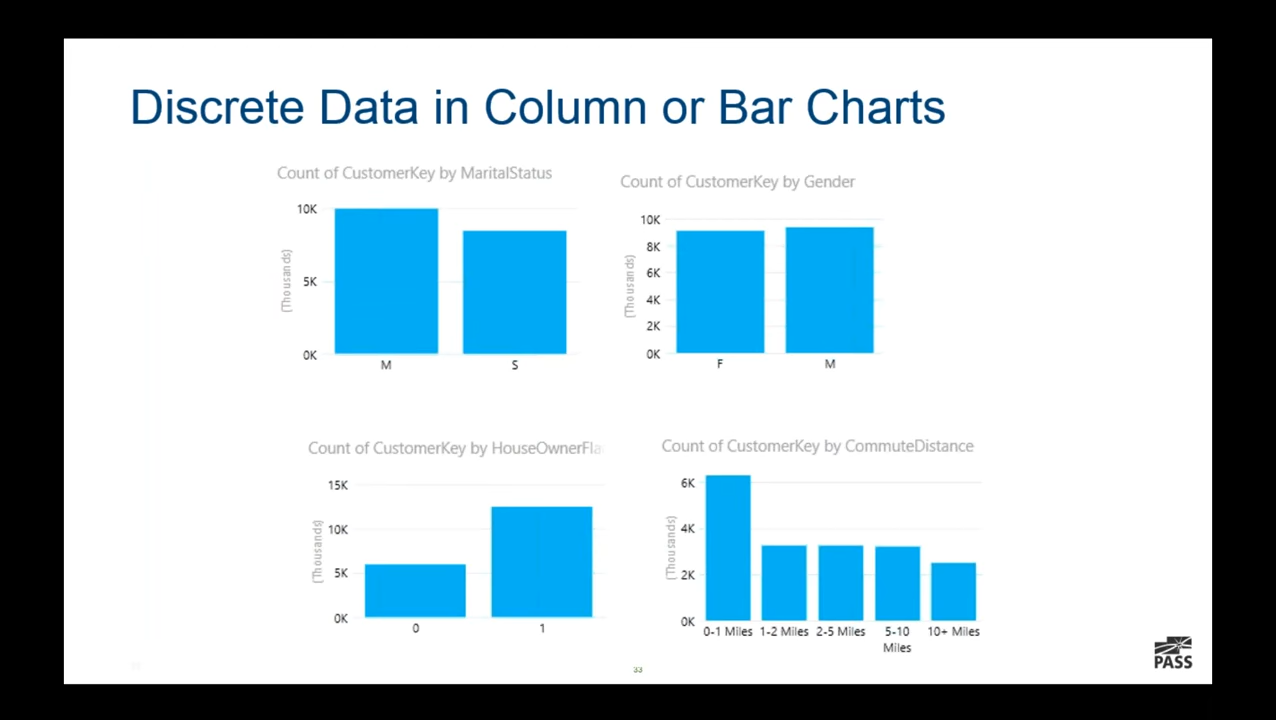 Discrete Data in Column or Bar Charts
Count of CustomerKey by MaritalStatus
10K
5K
0K
(Thousands)
M
S
Count of CustomerKey by Gender
10K
8K
6K
4K
2K
0K
(Thousands)
F
M
Count of CustomerKey by HouseOwnerFla
15K
10K
5K
0K
(Thousands)
0
1
Count of CustomerKey by CommuteDistance
6K
4K
2K
0K
(Thousands)
0-1 Miles
1-2 Miles
2-5 Miles
5-10
Miles
10+ Miles
33
PASS